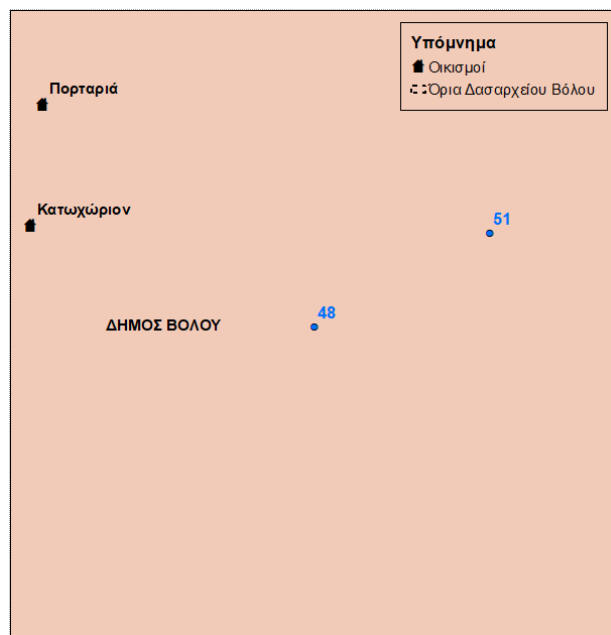 Υπόμνημα
Οικισμοί
Όρια Δασαρχείου Βόλου
Πορταριά
Κατωχώριον
51
48
ΔΗΜΟΣ ΒΟΛΟΥ